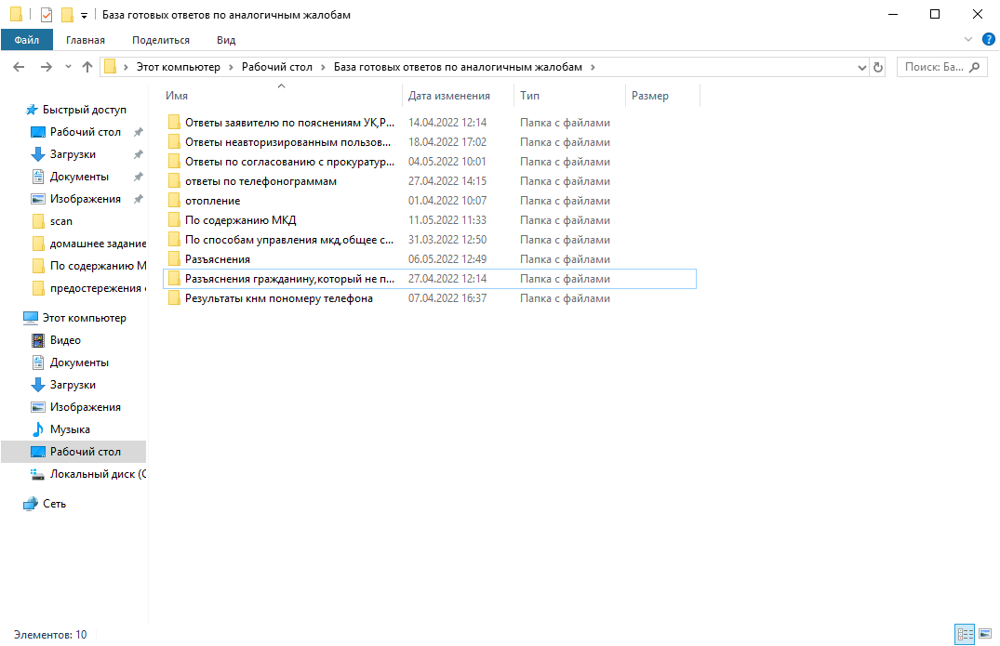 База готовых ответов по аналогичным жалобам
Файл Главная Поделиться Вид
Этот компьютер Рабочий стол База готовых ответов по аналогичным жалобам Поиск: Ба...
Имя Дата изменения Тип Размер
Быстрый доступ
Рабочий стол
Загрузки
Документы
Изображения
scan
домашнее задание
По содержанию М
предостережения
Этот компьютер
Видео
Документы
Загрузки
Изображения
Музыка
Рабочий стол
Локальный диск (C
Сеть
Ответы заявителю по пояснениям УК,Р... 14.04.2022 12:14 Папка с файлами
Ответы неавторизированным пользов... 18.04.2022 17:02 Папка с файлами
Ответы по согласованию с прокуратур... 04.05.2022 10:01 Папка с файлами
ответы по телефонограммам 27.04.2022 14:15 Папка с файлами
отопление 01.04.2022 10:07 Папка с файлами
По содержанию МКД 11.05.2022 11:33 Папка с файлами
По способам управления мкд,общее с... 31.03.2022 12:50 Папка с файлами
Разъяснения 06.05.2022 12:49 Папка с файлами
Разъяснения гражданину,который не п... 27.04.2022 12:14 Папка с файлами
Результаты кнм пономеру телефона 07.04.2022 16:37 Папка с файлами
Элементов: 10